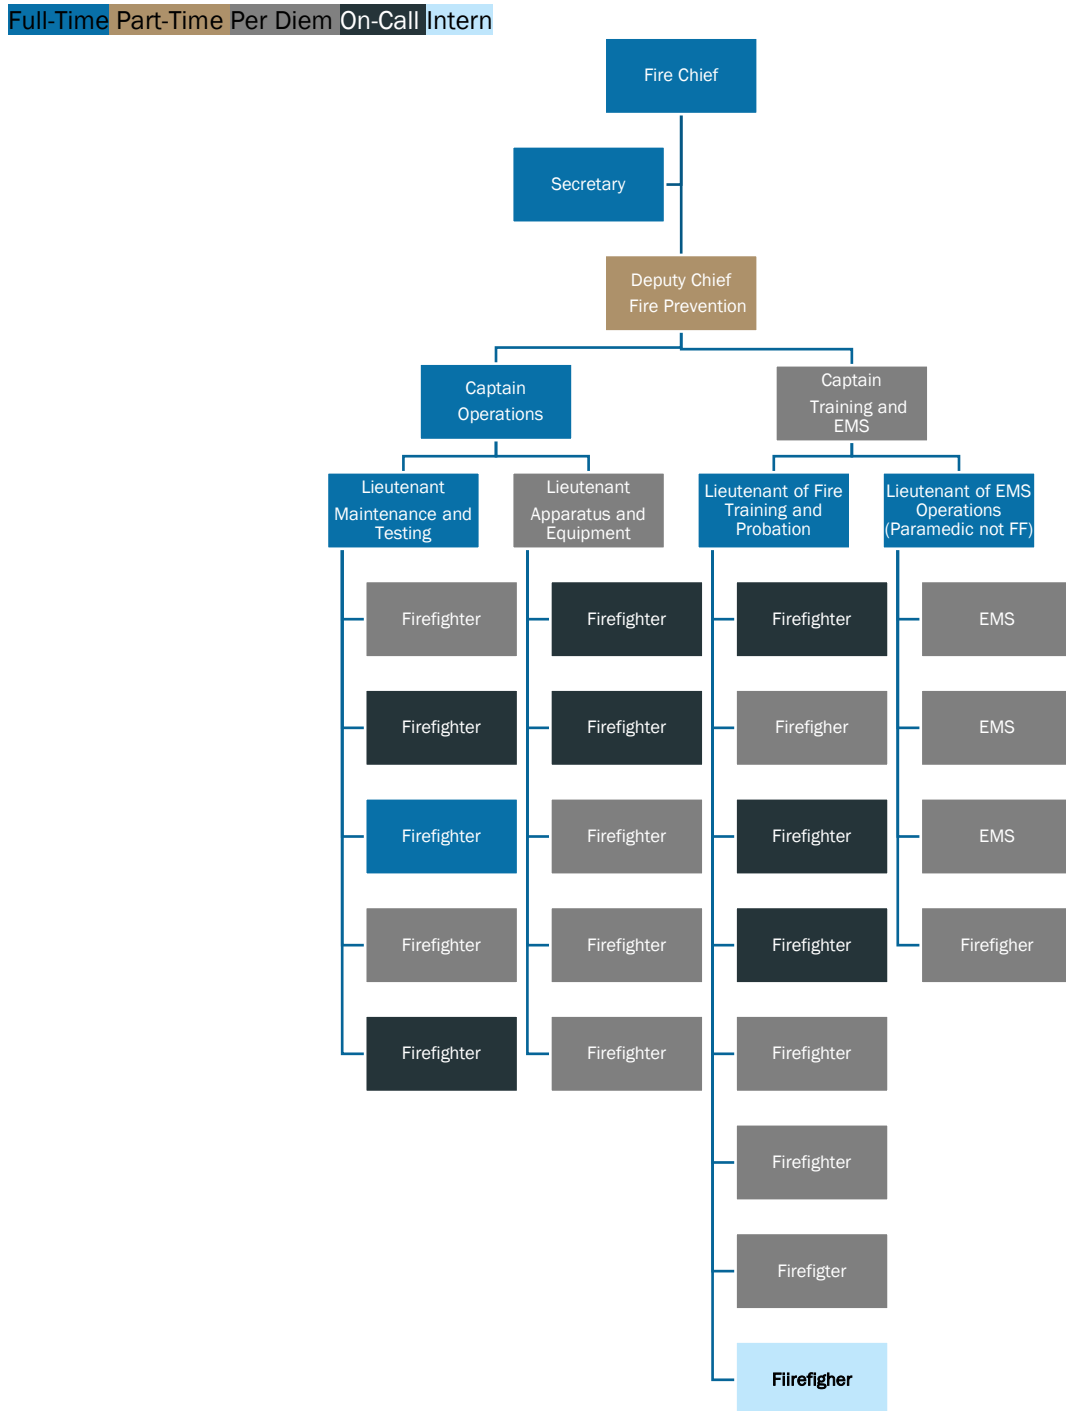 Full-Time Part-Time Per Diem On-Call Intern
Fire Chief
Secretary
Deputy Chief
Fire Prevention
Captain
Operations
Captain
Training and
EMS
Lieutenant
Maintenance and
Testing
Lieutenant
Apparatus and
Equipment
Lieutenant of Fire
Training and
Probation
Lieutenant of EMS
Operations
(Paramedic not FF)
Firefighter
Firefighter
Firefighter
Firefighter
Firefighter
Firefighter
Firefighter
Firefighter
Firefighter
Firefighter
Firefighter
Firefigher
Firefighter
Firefighter
Firefighter
Firefighter
Firefigter
Fiirefigher
EMS
EMS
EMS
Firefigher